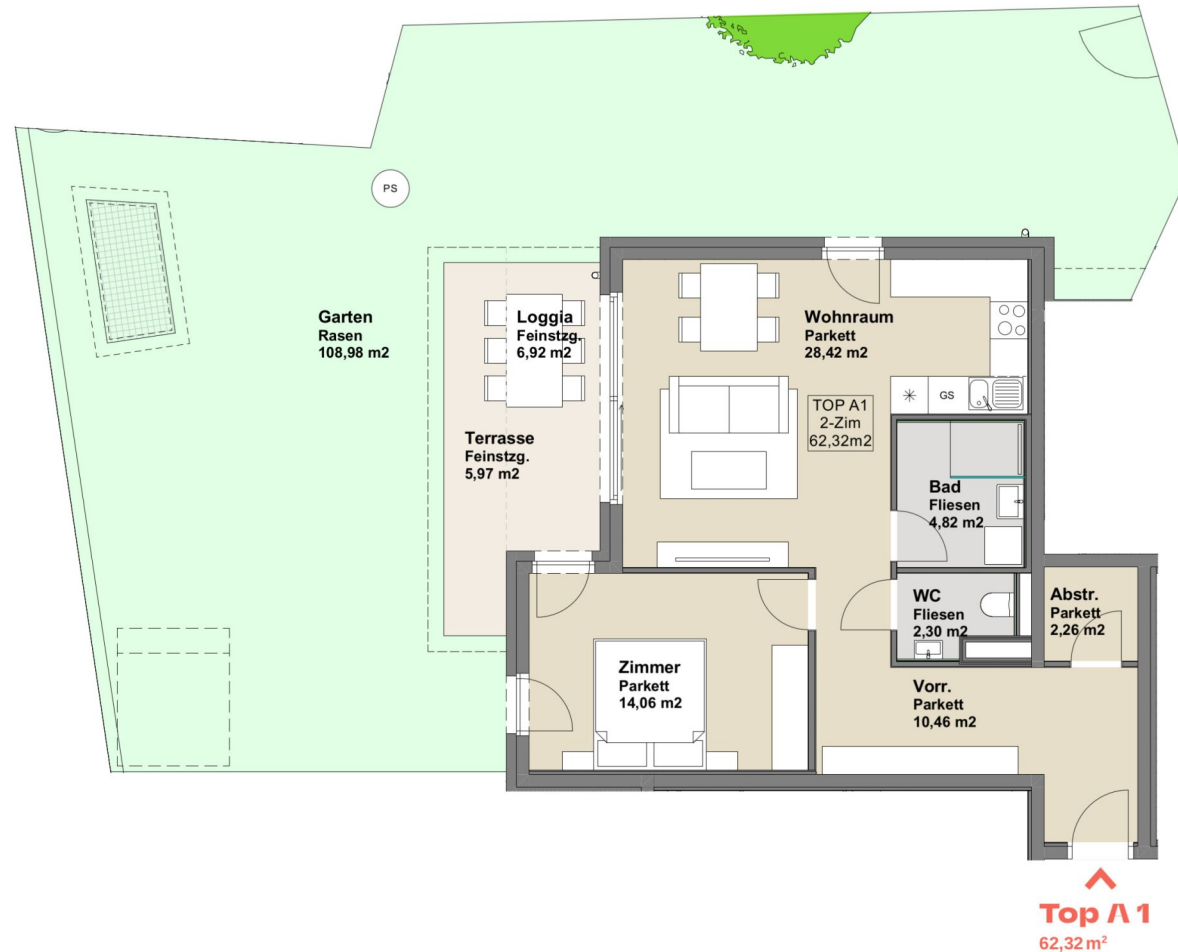 PS
Garten
Rasen
108,98 m2
Loggia
Feinstzg.
6,92 m2
Wohnraum
Parkett
28,42 m2
GS
TOP A1
2-Zim
62,32m2
Terrasse
Feinstzg.
5,97 m2
Bad
Fliesen
4,82 m2
WC
Fliesen
2,30 m2
Abstr.
Parkett
2,26 m2
Zimmer
Parkett
14,06 m2
Vorr.
Parkett
10,46 m2
Top A 1
62,32 m²